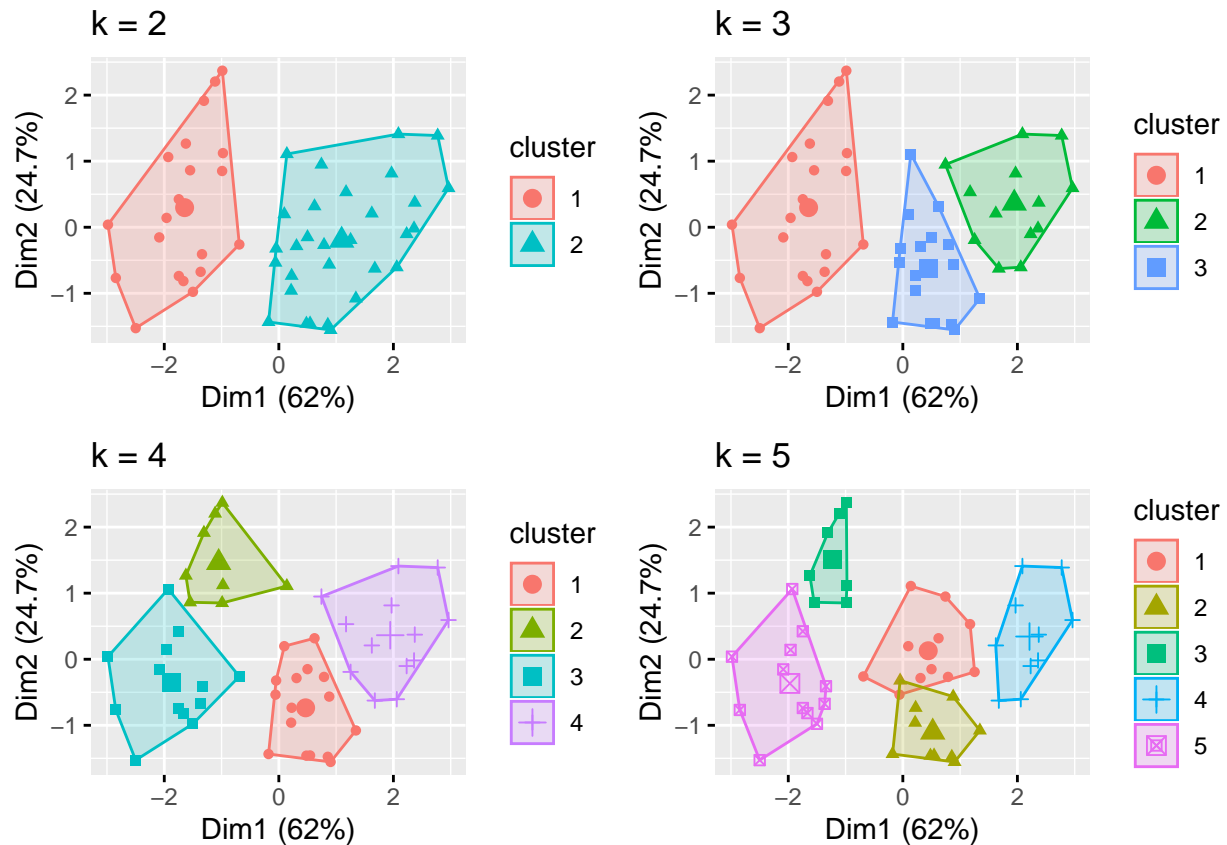 k = 2
Dim2 (24.7%)
2
1
0
−1
−2
0
2
Dim1 (62%)
cluster
1
2
k = 3
Dim2 (24.7%)
2
1
0
−1
−2
0
2
Dim1 (62%)
cluster
1
2
3
k = 4
Dim2 (24.7%)
2
1
0
−1
−2
0
2
Dim1 (62%)
cluster
1
2
3
4
k = 5
Dim2 (24.7%)
2
1
0
−1
−2
0
2
Dim1 (62%)
cluster
1
2
3
4
5